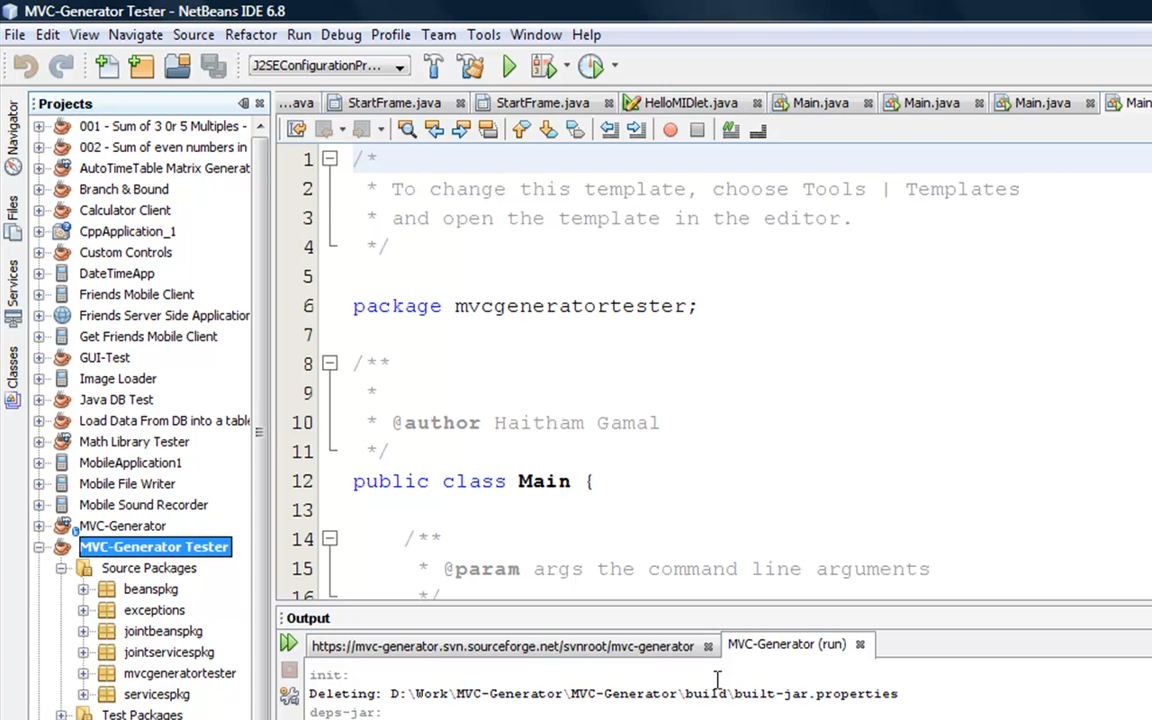 MVC-Generator Tester - NetBeans IDE 6.8
File Edit View Navigate Source Refactor Run Debug Profile Team Tools Window Help
J2SEConfigurationPr...
Projects
...ava StartFrame.java StartFrame.java HelloMIDlet.java Main.java Main.java Main.java Main
Navigator
Files
Services
Classes
001 - Sum of 3 0r 5 Multiples -
002 - Sum of even numbers in
AutoTimeTable Matrix Generat
Branch & Bound
Calculator Client
CppApplication_1
Custom Controls
DateTimeApp
Friends Mobile Client
Friends Server Side Application
Get Friends Mobile Client
GUI-Test
Image Loader
Java DB Test
Load Data From DB into a table
Math Library Tester
MobileApplication1
Mobile File Writer
Mobile Sound Recorder
MVC-Generator
MVC-Generator Tester
Source Packages
beanspkg
exceptions
jointbeanspkg
jointservicespkg
mvcgeneratortester
servicespkg
Test Packages
1 /*
2 * To change this template, choose Tools | Templates
3 * and open the template in the editor.
4 */
5
6 package mvcgeneratortester;
7
8 /**
9 *
10 * @author Haitham Gamal
11 */
12 public class Main {
13
14 /**
15 * @param args the command line arguments
16 */
Output
https://mvc-generator.svn.sourceforge.net/svnroot/mvc-generator MVC-Generator (run)
init:
Deleting: D:\Work\MVC-Generator\MVC-Generator\build\built-jar.properties
deps-jar: